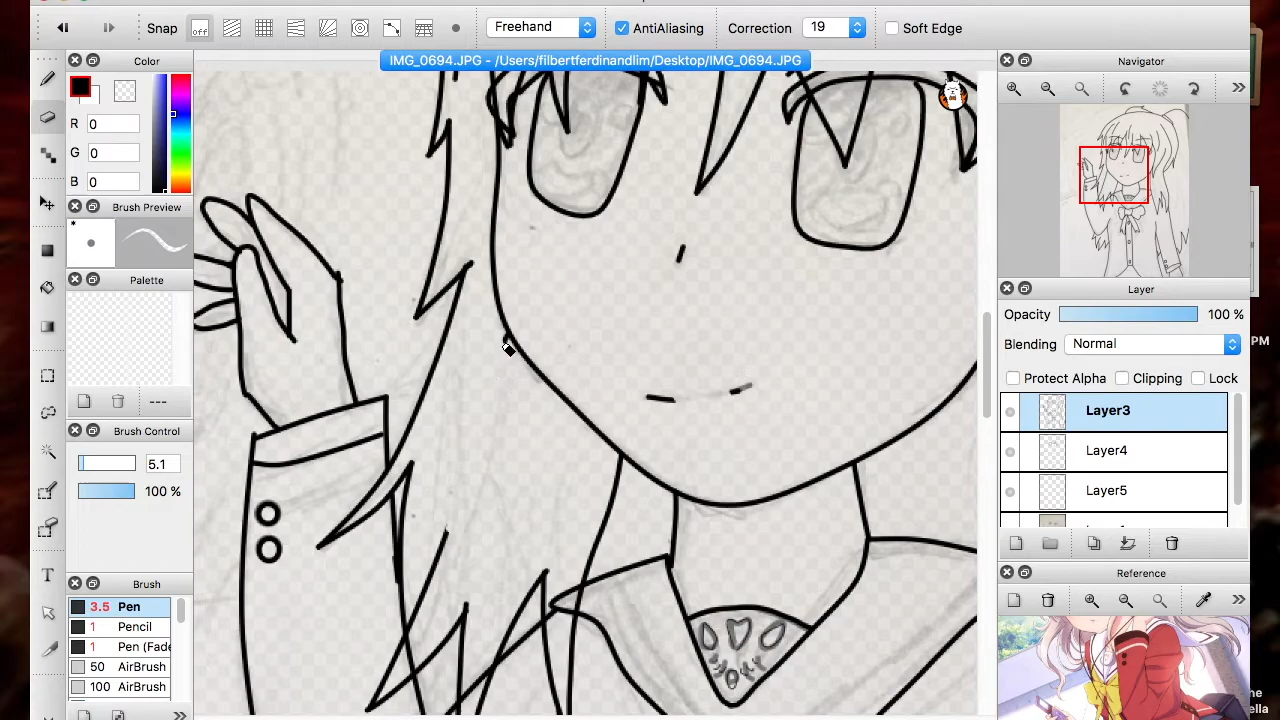 Snap
off
Freehand
AntiAliasing
Correction
19
Soft Edge
IMG_0694.JPG - /Users/filbertferdinandlim/Desktop/IMG_0694.JPG
Color
R 0
G 0
B 0
Brush Preview
*
Palette
---
Brush Control
5.1
100 %
Brush
3.5 Pen
1 Pencil
1 Pen (Fade
50 AirBrush
100 AirBrush
T
Navigator
Layer
Opacity 100 %
Blending Normal
Protect Alpha Clipping Lock
Layer3
Layer4
Layer5
Reference
PM